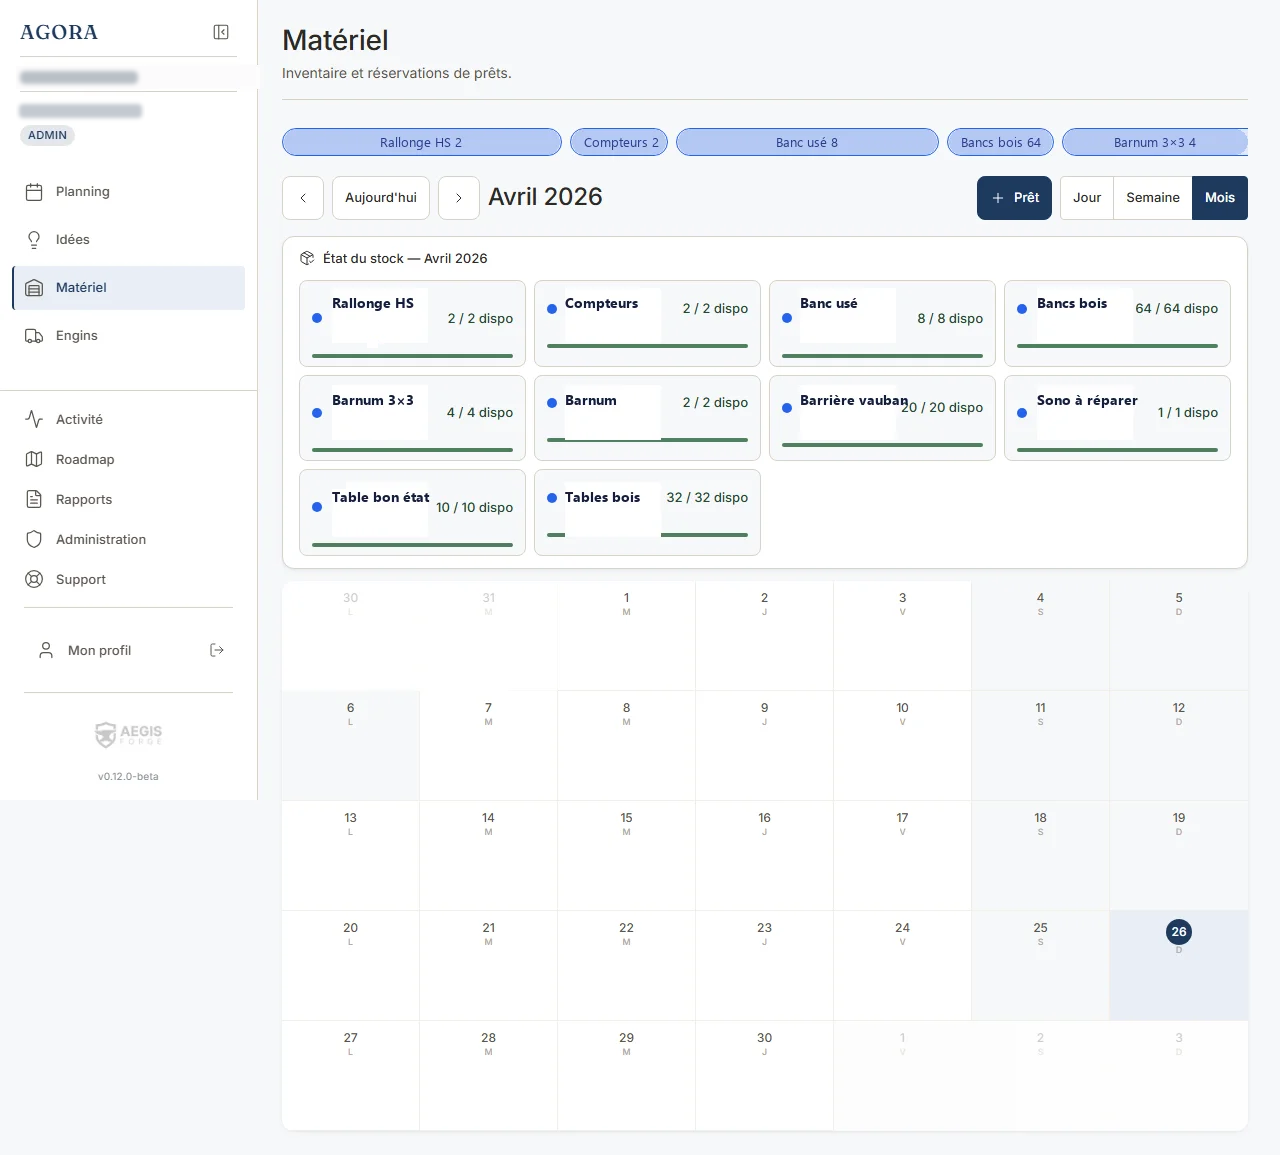 AGORA
ADMIN
Planning
Idées
Matériel
Engins
Activité
Roadmap
Rapports
Administration
Support
Mon profil
AEGIS
FORGE
v0.12.0-beta
Matériel
Inventaire et réservations de prêts.
Rallonge HS 2
Compteurs 2
Banc usé 8
Bancs bois 64
Barnum 3×3 4
Aujourd'hui
Avril 2026
Prêt
Jour
Semaine
Mois
État du stock — Avril 2026
Rallonge HS
2 / 2 dispo
Compteurs
2 / 2 dispo
Banc usé
8 / 8 dispo
Bancs bois
64 / 64 dispo
Barnum 3×3
4 / 4 dispo
Barnum
2 / 2 dispo
Barrière vauban
20 / 20 dispo
Sono à réparer
1 / 1 dispo
Table bon état
10 / 10 dispo
Tables bois
32 / 32 dispo
30 31 1 2 3 4 5
L M M J V S D
6 7 8 9 10 11 12
L M M J V S D
13 14 15 16 17 18 19
L M M J V S D
20 21 22 23 24 25 26
L M M J V S D
27 28 29 30 1 2 3
L M M J V S D